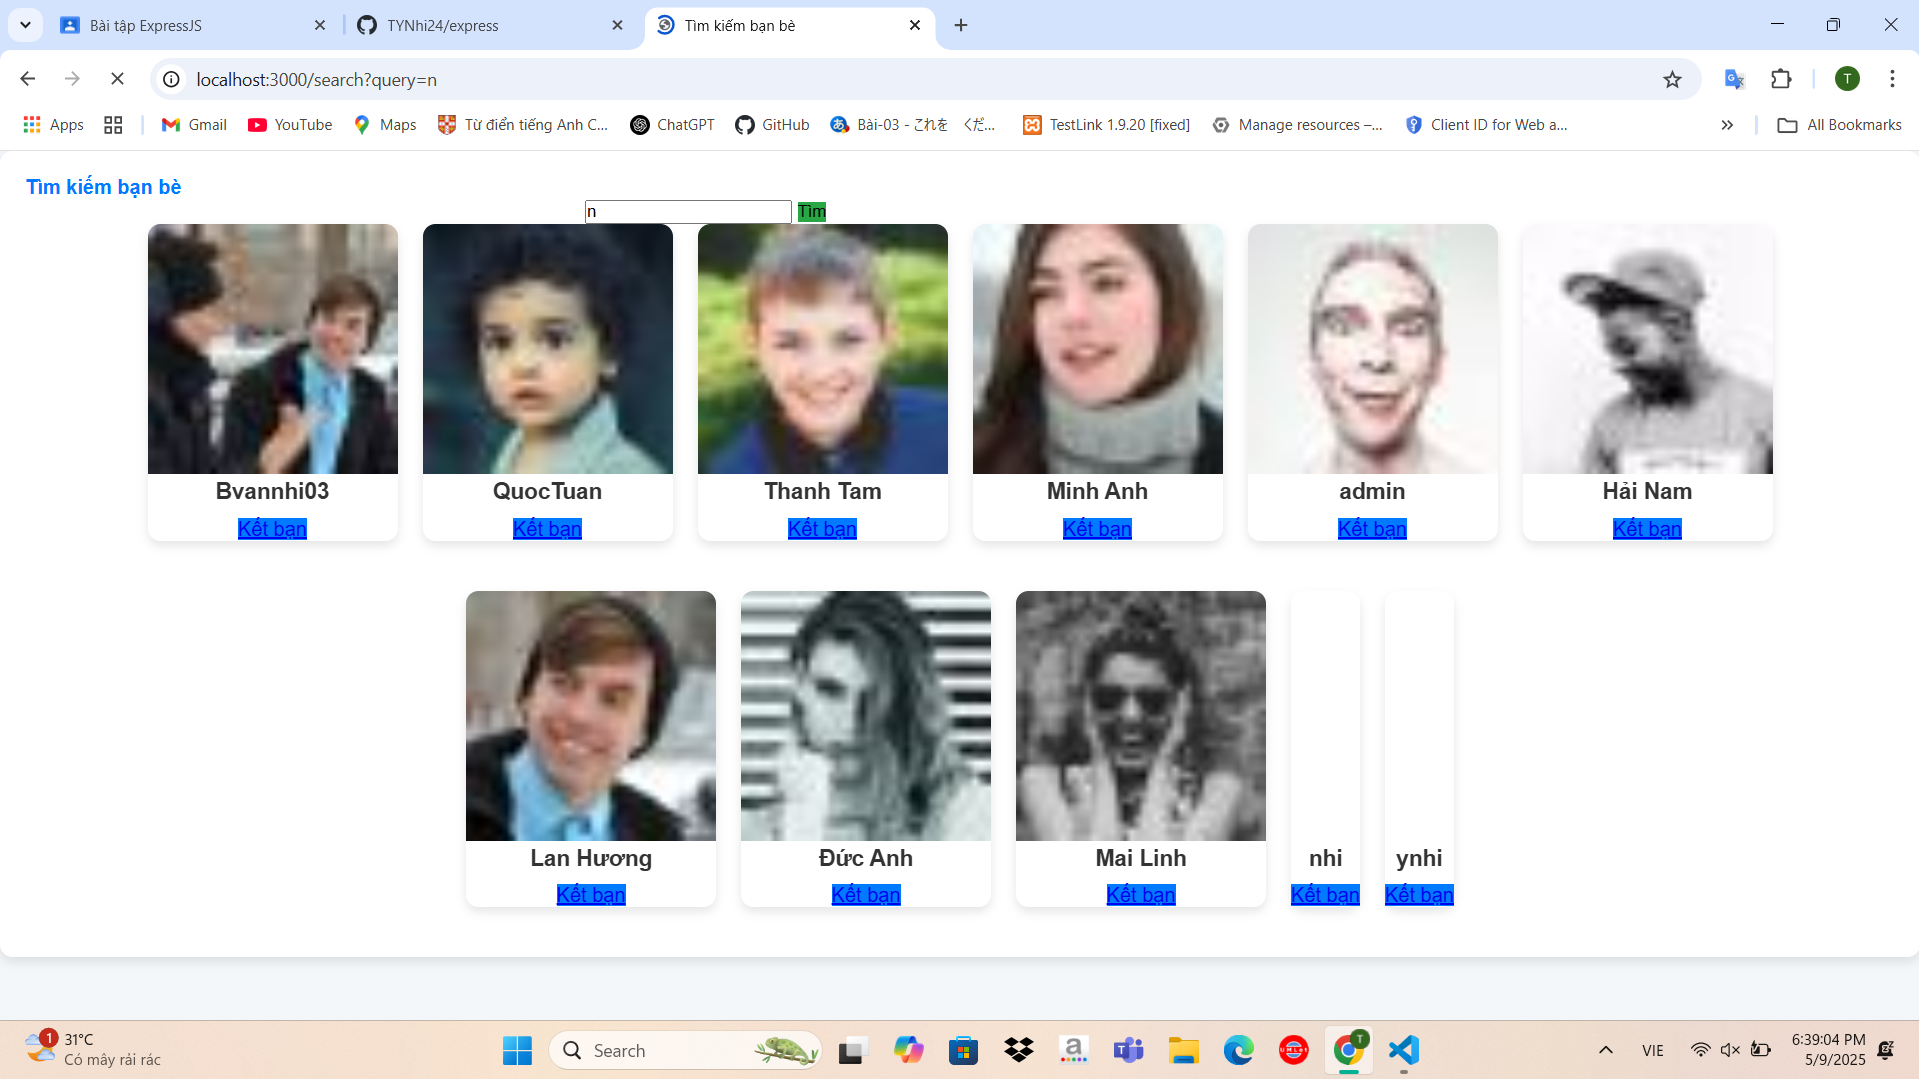 Bài tập ExpressJS
TYNhi24/express
Tìm kiếm bạn bè
localhost:3000/search?query=n
T
Apps
Gmail
YouTube
Maps
Từ điển tiếng Anh C...
ChatGPT
GitHub
Bài-03 - これを くだ...
TestLink 1.9.20 [fixed]
Manage resources –...
Client ID for Web a...
All Bookmarks
Tìm kiếm bạn bè
n Tìm
Bvannhi03
QuocTuan
Thanh Tam
Minh Anh
admin
Hải Nam
Kết bạn
Kết bạn
Kết bạn
Kết bạn
Kết bạn
Kết bạn
Lan Hương
Đức Anh
Mai Linh
nhi
ynhi
Kết bạn
Kết bạn
Kết bạn
Kết bạn
Kết bạn
1
31°C
Có mây rải rác
Search
T
VIE
6:39:04 PM
5/9/2025